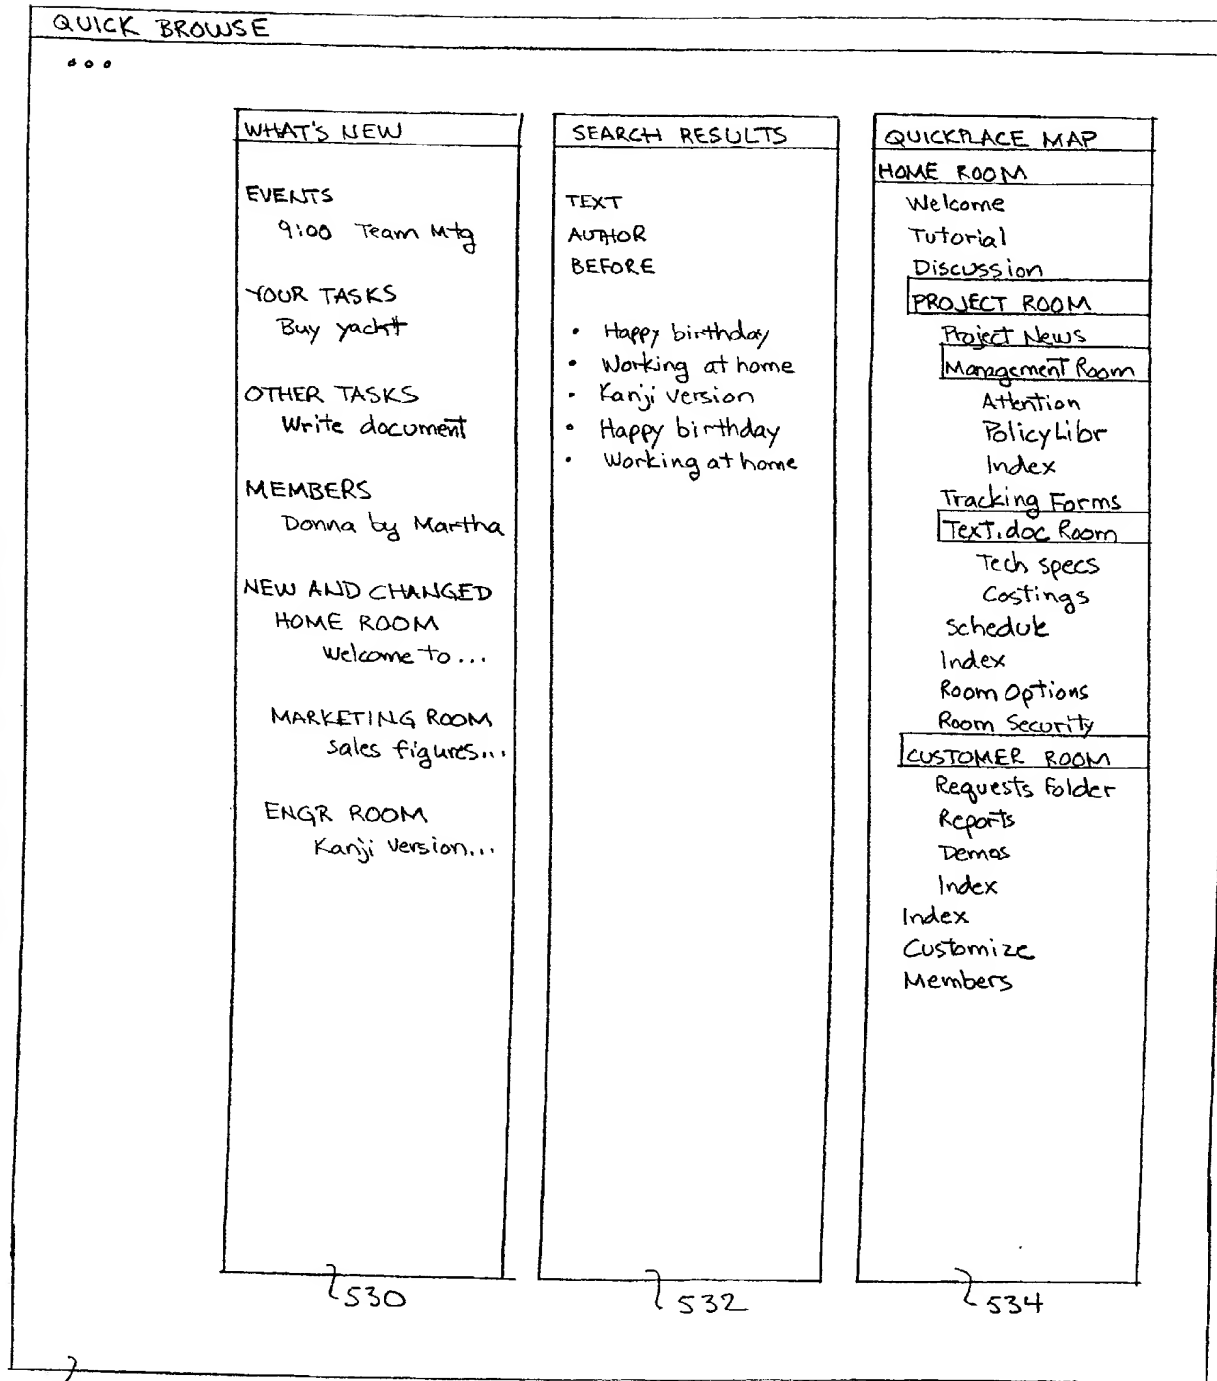 QUICK BROWSE
...
WHAT'S NEW
EVENTS
9:00 Team Mtg
YOUR TASKS
Buy yacht
OTHER TASKS
Write document
MEMBERS
Donna by Martha
NEW AND CHANGED
HOME ROOM
Welcome to...
MARKETING ROOM
Sales figures...
ENGR ROOM
Kanji Version...
530
SEARCH RESULTS
TEXT
AUTHOR
BEFORE
• Happy birthday
• Working at home
• Kanji version
• Happy birthday
• Working at home
532
QUICKPLACE MAP
HOME ROOM
Welcome
Tutorial
Discussion
PROJECT ROOM
Project News
Management Room
Attention
PolicyLibr
Index
Tracking Forms
Text.doc Room
Tech specs
Costings
Schedule
Index
Room Options
Room Security
CUSTOMER ROOM
Requests Folder
Reports
Demos
Index
Index
Customize
Members
534